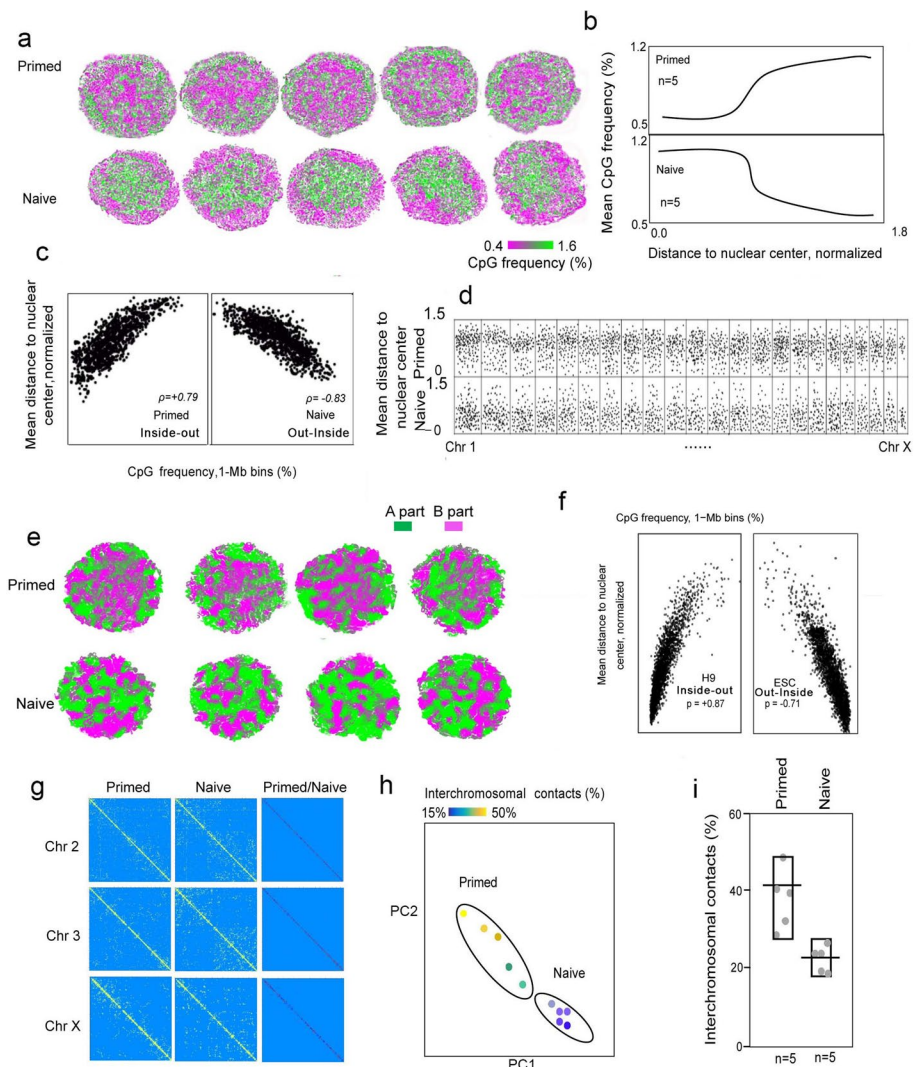 a
Primed
Naive
0.4 1.6
CpG frequency (%)
b
Mean CpG frequency (%)
1.2
Primed
n=5
0.5
1.2
Naive
n=5
0.5
0.0 1.8
Distance to nuclear center, normalized
c
Mean distance to nuclear
center,normalized
ρ=+0.79
Primed
Inside-out
ρ= -0.83
Naive
Out-Inside
CpG frequency,1-Mb bins (%)
d
Mean distance to
nuclear center
Naive Primed
1.5
1.5
0
Chr 1 ...... Chr X
A part B part
e
Primed
Naive
f
CpG frequency, 1−Mb bins (%)
Mean distance to nuclear
center, normalized
H9
Inside-out
p = +0.87
ESC
Out-Inside
p = -0.71
g
Primed Naive Primed/Naive
Chr 2
Chr 3
Chr X
h
Interchromosomal contacts (%)
15% 50%
Primed
PC2
Naive
PC1
i
Primed
Naive
Interchromosomal contacts (%)
60
40
20
0
n=5 n=5